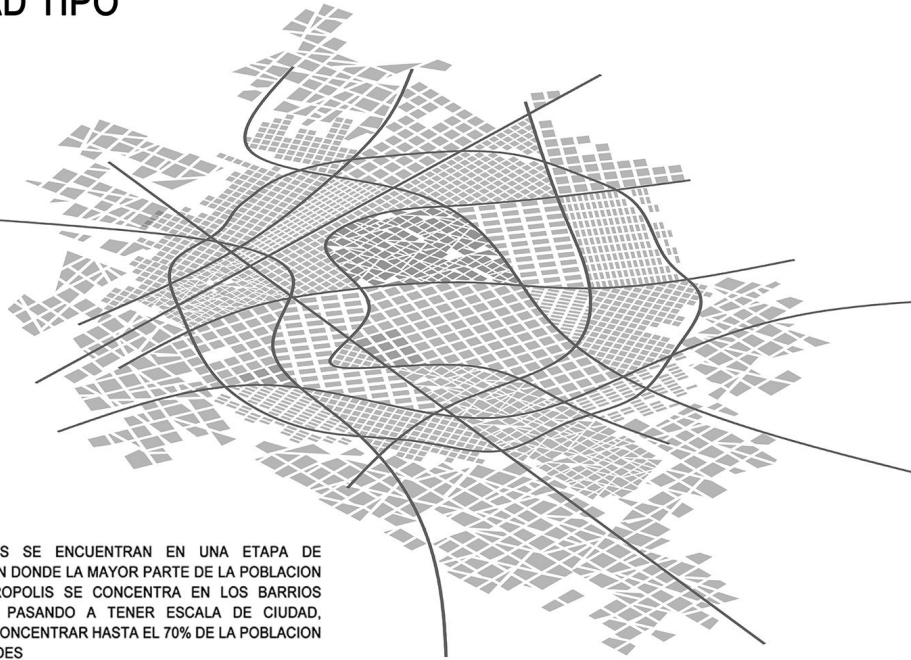 AD TIPO
S SE ENCUENTRAN EN UNA ETAPA DE
N DONDE LA MAYOR PARTE DE LA POBLACION
ROPOLIS SE CONCENTRA EN LOS BARRIOS
PASANDO A TENER ESCALA DE CIUDAD,
ONCENTRAR HASTA EL 70% DE LA POBLACION
DES